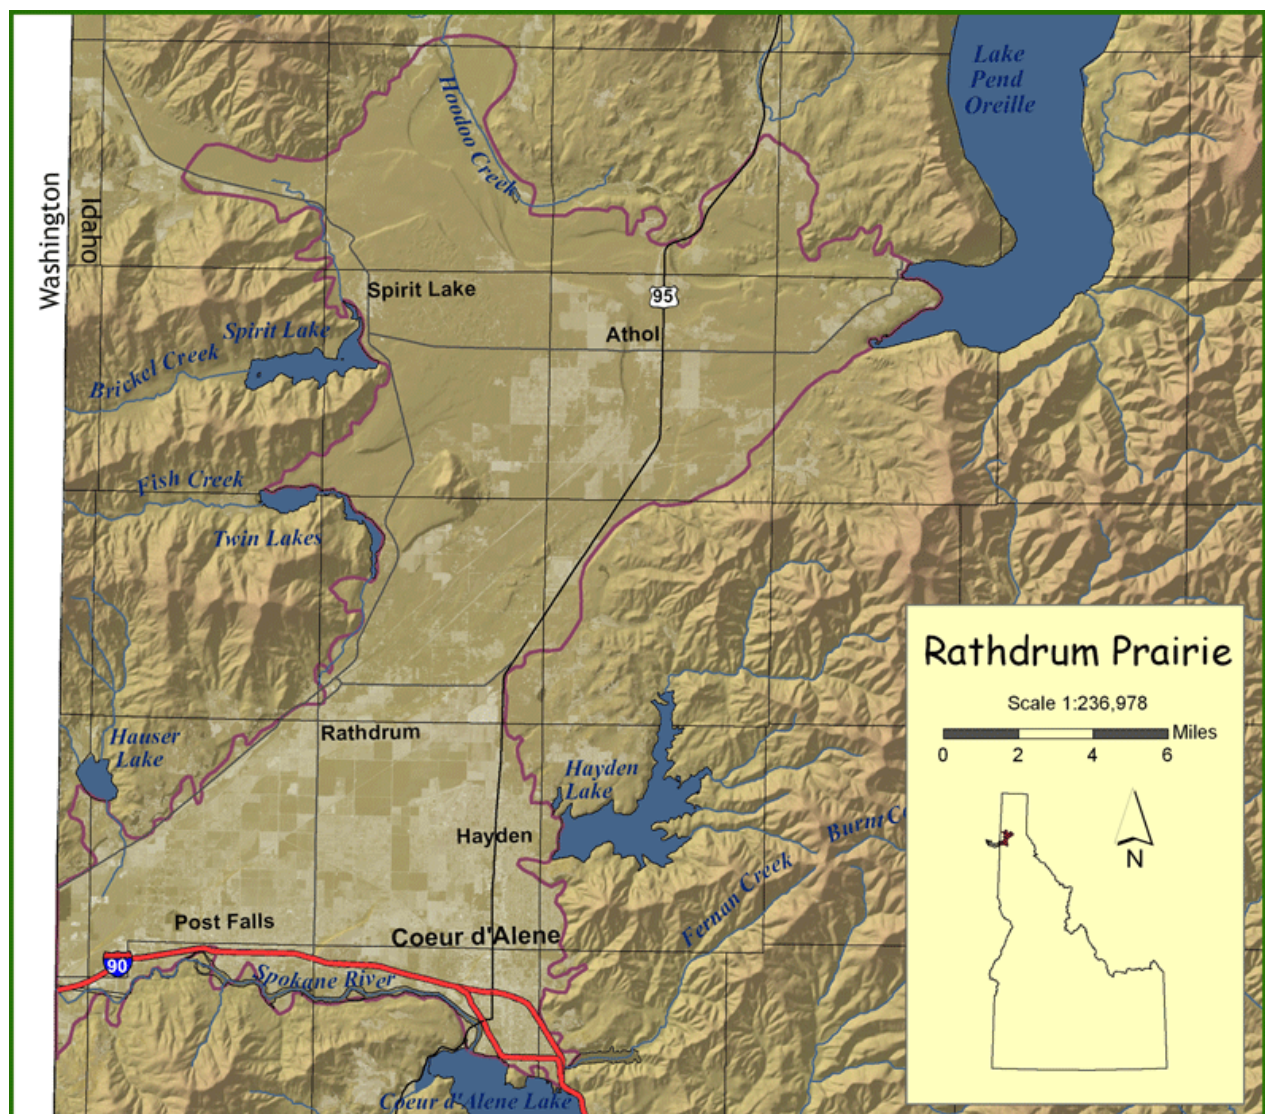 Lake
Pend
Oreille
Hoodoo Creek
Washington
Idaho
Spirit Lake
95
Spirit Lake
Athol
Brickel Creek
Fish Creek
Twin Lakes
Rathdrum Prairie
Scale 1:236,978
Miles
0 2 4 6
Rathdrum
Hauser
Lake
Hayden
Lake
Hayden
Fernan Creek
N
Post Falls
Coeur d'Alene
90
Spokane River
Coeur d'Alene Lake